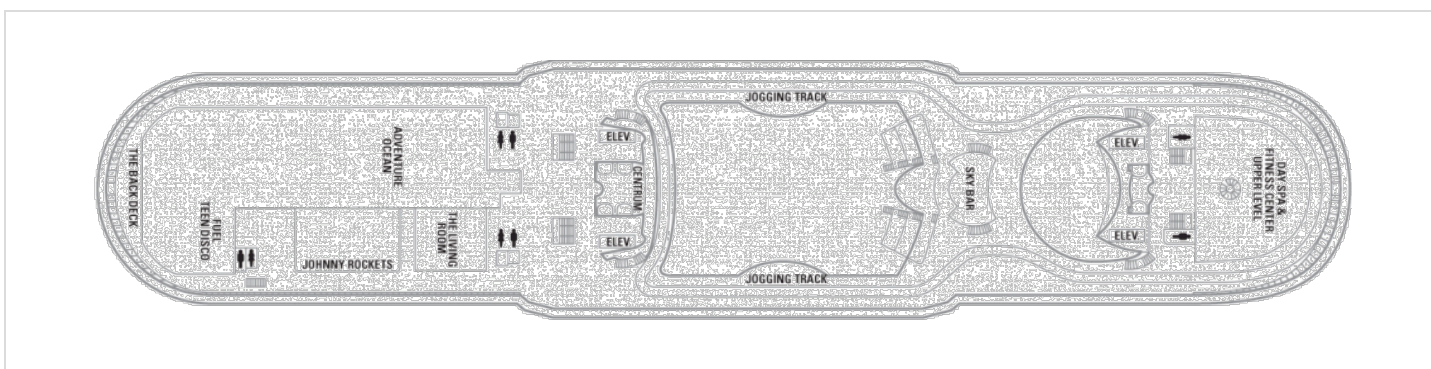 THE BACK DECK
FUEL
TEEN DISCO
ADVENTURE
OCEAN
JOHNNY ROCKETS
THE LIVING
ROOM
ELEV
CENTRUM
ELEV
JOGGING TRACK
JOGGING TRACK
SKY BAR
ELEV
ELEV
DAY SPA &
FITNESS CENTER
UPPER LEVEL